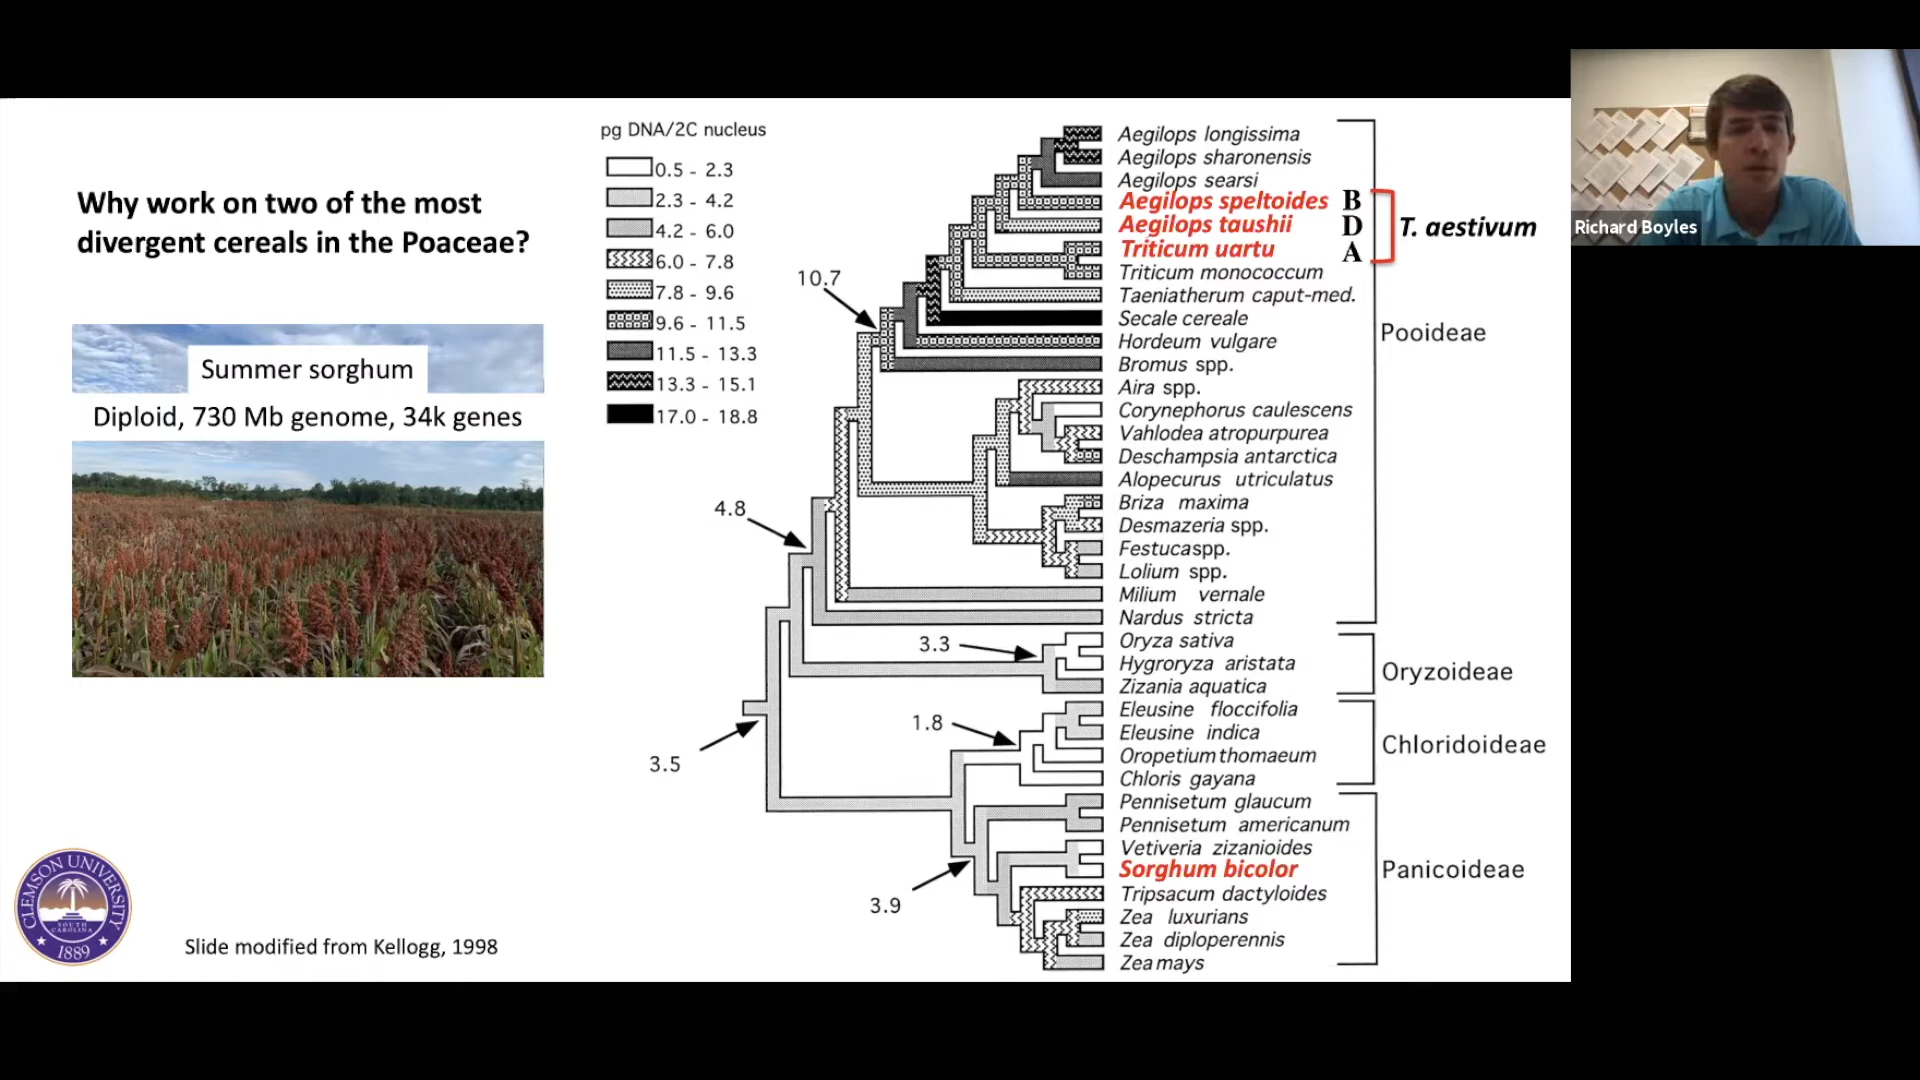 Why work on two of the most
divergent cereals in the Poaceae?
Summer sorghum
Diploid, 730 Mb genome, 34k genes
CLEMSON UNIVERSITY
SOUTH
CAROLINA
1889
Slide modified from Kellogg, 1998
pg DNA/2C nucleus
0.5 - 2.3
2.3 - 4.2
4.2 - 6.0
6.0 - 7.8
7.8 - 9.6
9.6 - 11.5
11.5 - 13.3
13.3 - 15.1
17.0 - 18.8
10.7
4.8
3.3
1.8
3.5
3.9
Aegilops longissima
Aegilops sharonensis
Aegilops searsi
Aegilops speltoides B
Aegilops taushii D
Triticum uartu A
T. aestivum
Triticum monococcum
Taeniatherum caput-med.
Secale cereale
Hordeum vulgare
Bromus spp.
Aira spp.
Corynephorus caulescens
Vahlodea atropurpurea
Deschampsia antarctica
Alopecurus utriculatus
Briza maxima
Desmazeria spp.
Festucaspp.
Lolium spp.
Milium vernale
Nardus stricta
Pooideae
Oryza sativa
Hygroryza aristata
Zizania aquatica
Oryzoideae
Eleusine floccifolia
Eleusine indica
Oropetiumthomaeum
Chloris gayana
Chloridoideae
Pennisetum glaucum
Pennisetum americanum
Vetiveria zizanioides
Sorghum bicolor
Tripsacum dactyloides
Zea luxurians
Zea diploperennis
Zea mays
Panicoideae
Richard Boyles